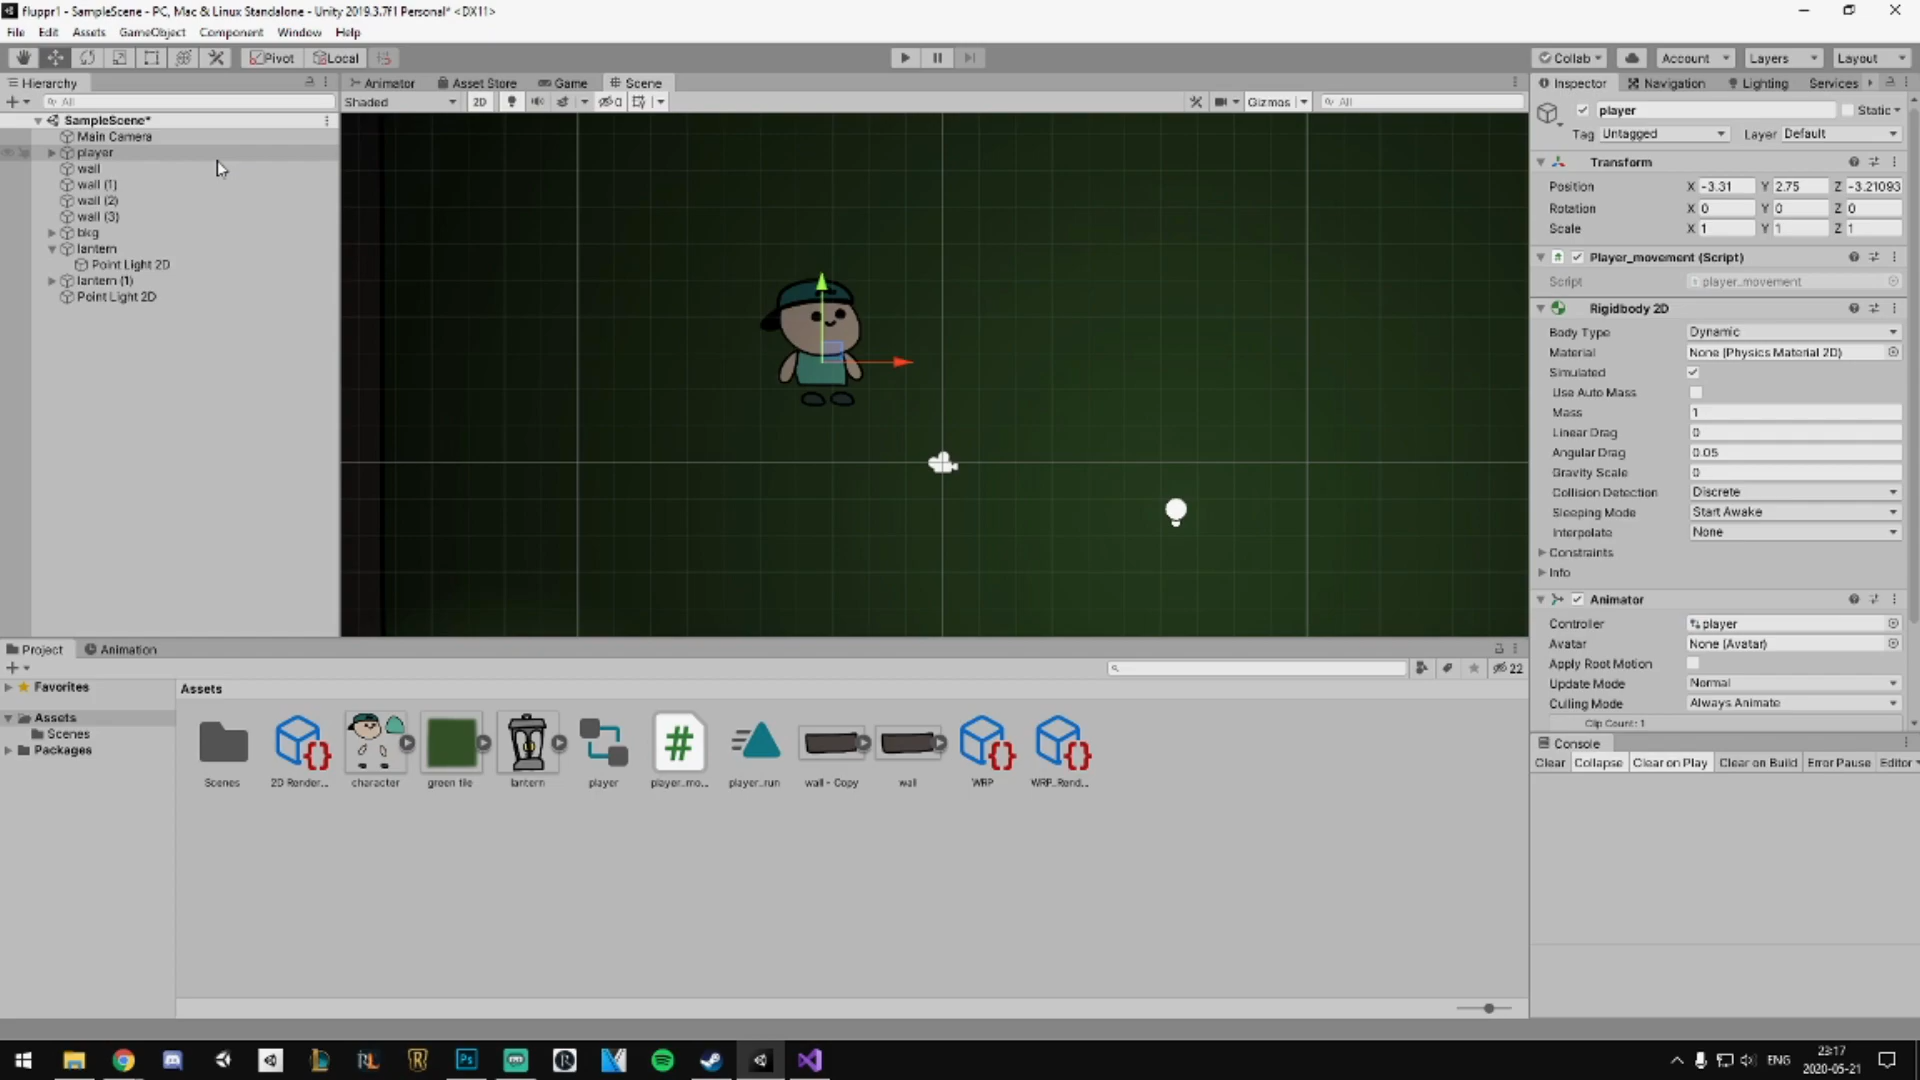 fluppr1 - SampleScene - PC, Mac & Linux Standalone - Unity 2019.3.7f1 Personal* <DX11>
File Edit Assets GameObject Component Window Help
Pivot Local Collab Account Layers Layout
Hierarchy Animator Asset Store Game Scene Inspector Navigation Lighting Services
All Shaded 2D 0 Gizmos All
SampleScene*
Main Camera
player
wall
wall (1)
wall (2)
wall (3)
bkg
lantern
Point Light 2D
lantern (1)
Point Light 2D
player Static
Tag Untagged Layer Default
Transform
Position X -3.31 Y 2.75 Z -3.21093
Rotation X 0 Y 0 Z 0
Scale X 1 Y 1 Z 1
Player_movement (Script)
Script player_movement
Rigidbody 2D
Body Type Dynamic
Material None (Physics Material 2D)
Simulated
Use Auto Mass
Mass 1
Linear Drag 0
Angular Drag 0.05
Gravity Scale 0
Collision Detection Discrete
Sleeping Mode Start Awake
Interpolate None
Constraints
Info
Animator
Controller player
Avatar None (Avatar)
Apply Root Motion
Update Mode Normal
Culling Mode Always Animate
Clip Count: 1
Project Animation
22
Favorites
Assets
Scenes
Packages
Assets
Scenes 2D Render... character green tile lantern player player_mo... player_run wall - Copy wall WRP WRP_Rend...
Console
Clear Collapse Clear on Play Clear on Build Error Pause Editor
Ps
ENG
23:17
2020-05-21